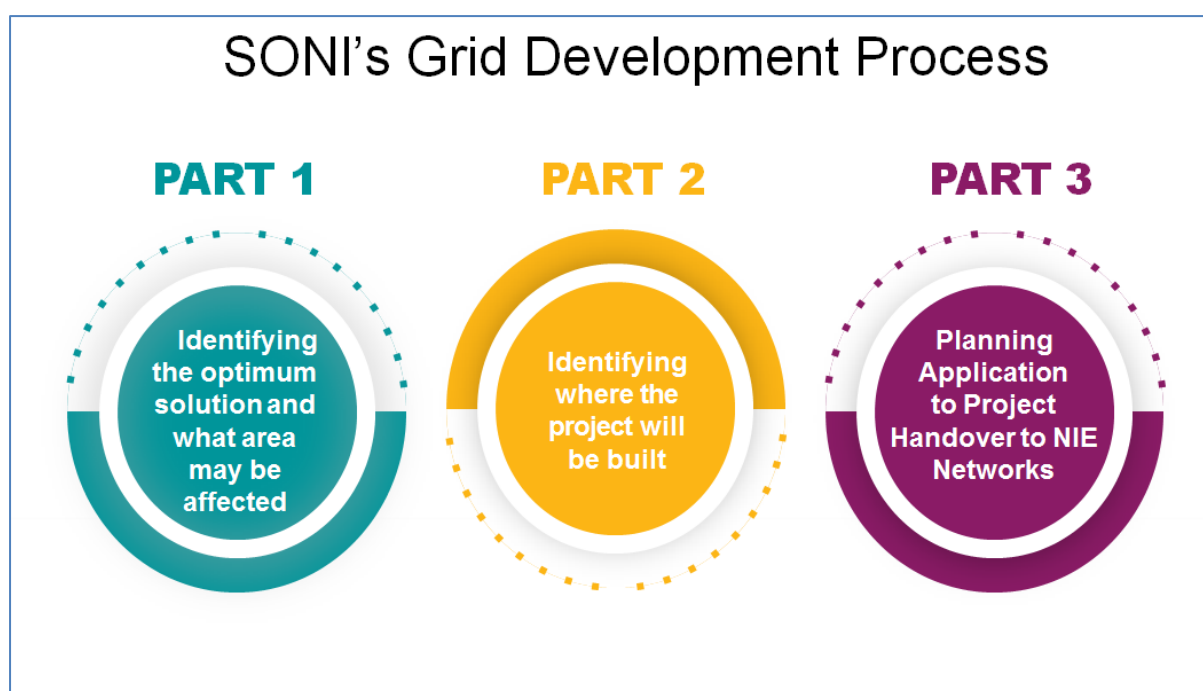 SONI's Grid Development Process
PART 1
Identifying
the optimum
solution and
what area
may be
affected
PART 2
Identifying
where the
project will
be built
PART 3
Planning
Application
to Project
Handover to NIE
Networks